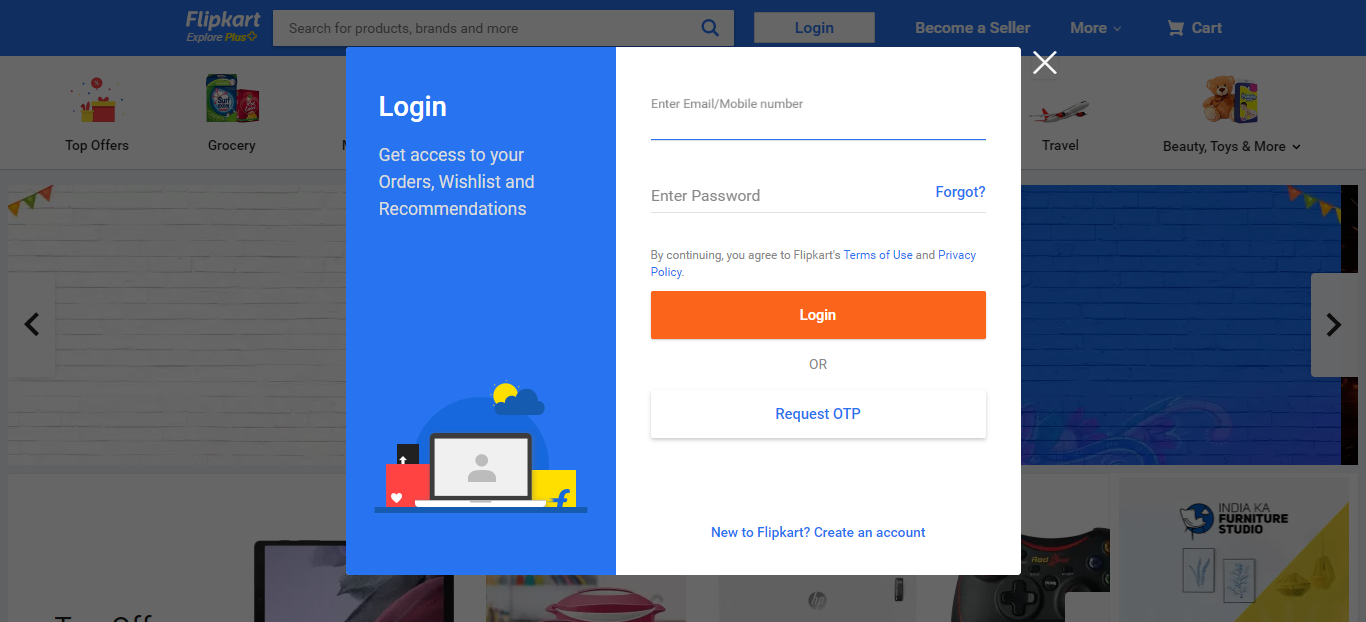 Flipkart
Explore Plus
Search for products, brands and more
Login
Become a Seller
More
Cart
Top Offers
Grocery
Travel
Beauty, Toys & More
Login
Get access to your
Orders, Wishlist and
Recommendations
Enter Email/Mobile number
Enter Password
Forgot?
By continuing, you agree to Flipkart's Terms of Use and Privacy
Policy.
Login
OR
Request OTP
New to Flipkart? Create an account
INDIA KA
FURNITURE
STUDIO
hp